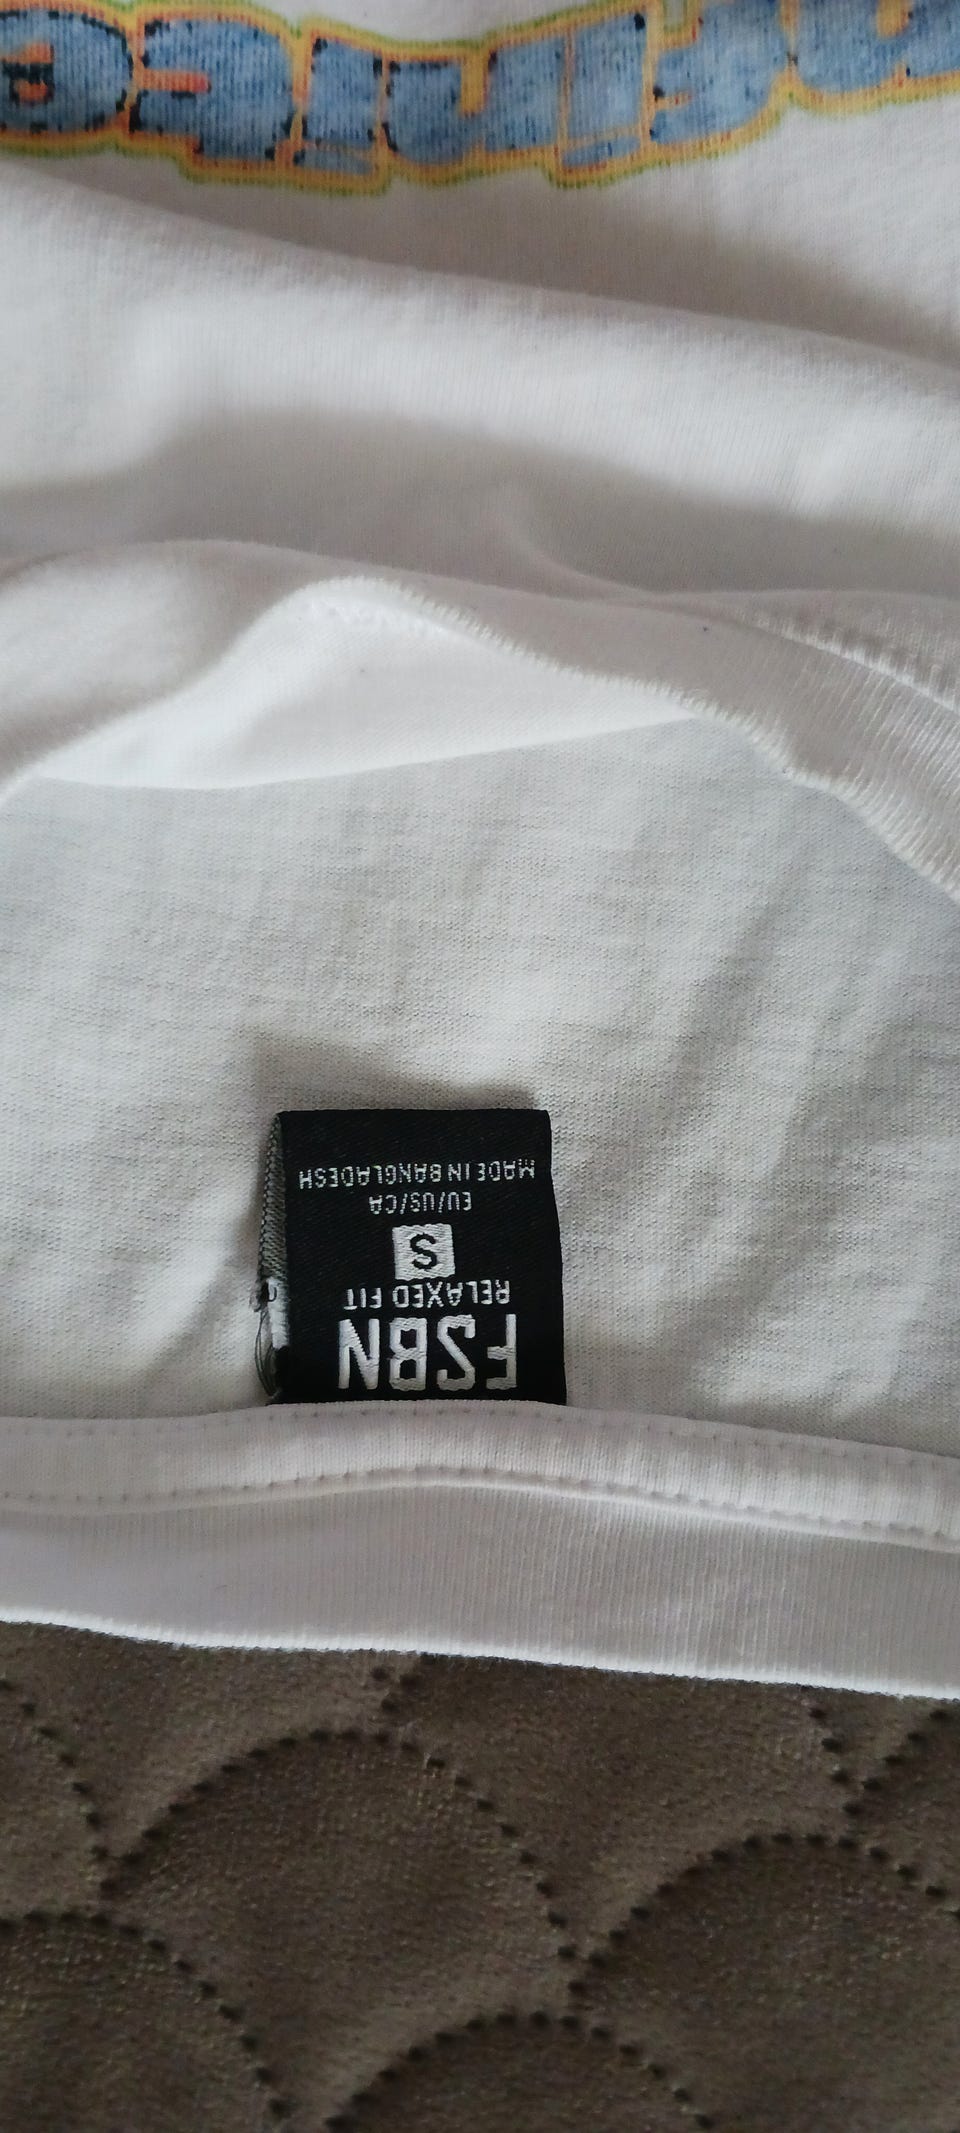 FSBN
RELAXED FIT
S
EU/US/CA
MADE IN BANGLADESH